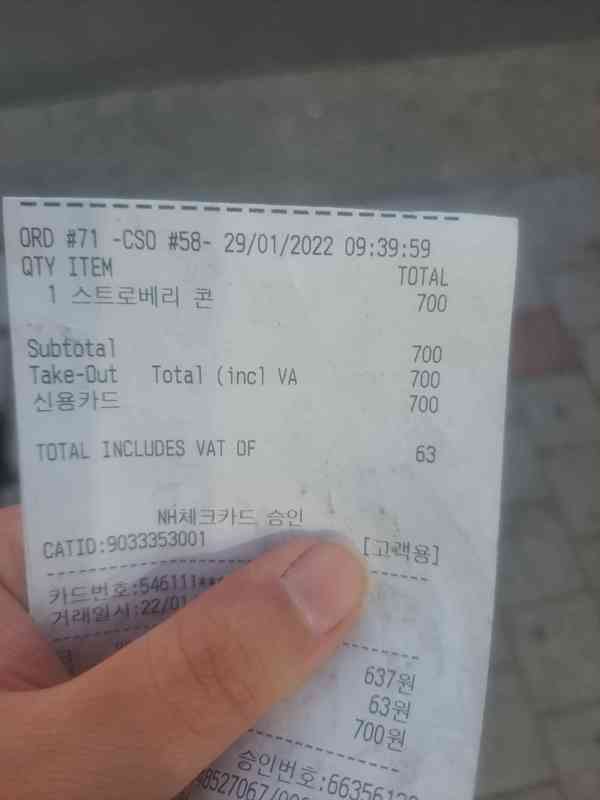 ORD #71 -CSO #58- 29/01/2022 09:39:59
QTY ITEM TOTAL
1 스트로베리 콘 700
Subtotal 700
Take-Out Total (incl VA 700
신용카드 700
TOTAL INCLUDES VAT OF 63
NH체크카드 승인
CATID:9033353001 [고객용]
카드번호:546111**
거래일시:22/01
637원
63원
700원
승인번호:6635613
48527067/00